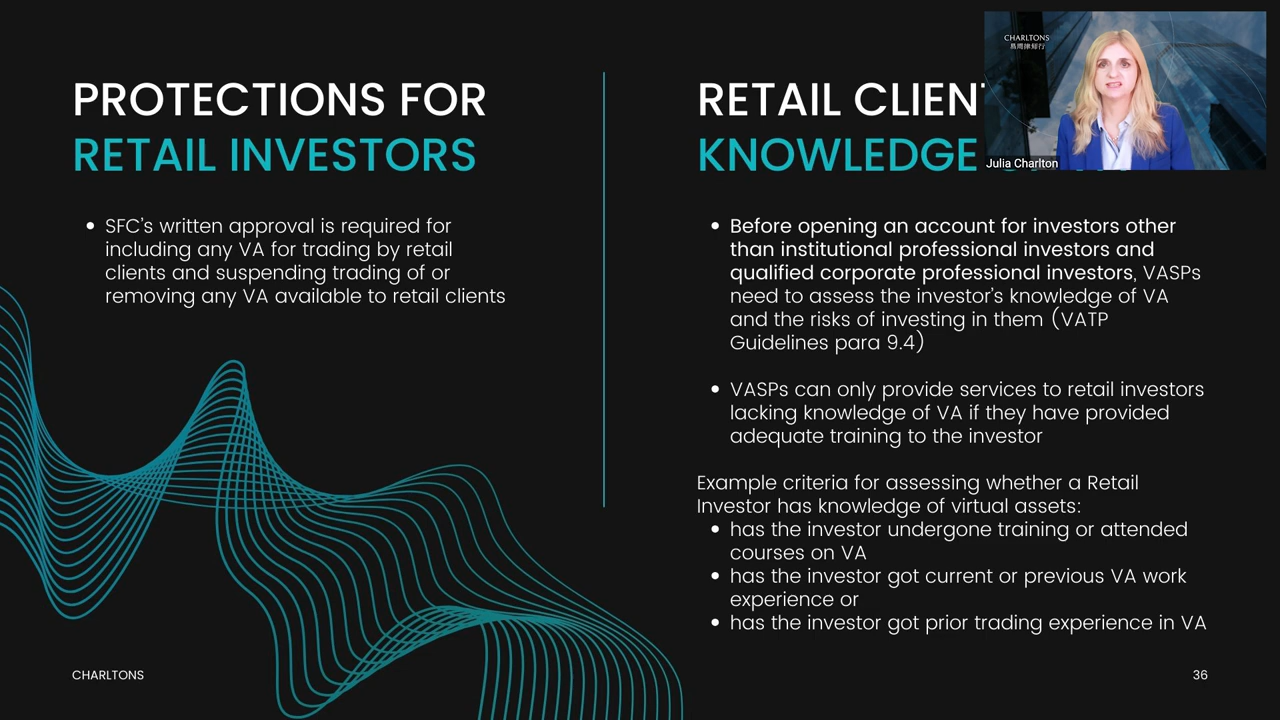 PROTECTIONS FOR
RETAIL INVESTORS
SFC's written approval is required for
including any VA for trading by retail
clients and suspending trading of or
removing any VA available to retail clients
RETAIL
KNOWLEDGE
CHARLTONS
易周律師行
Julia Charlton
Before opening an account for investors other
than institutional professional investors and
qualified corporate professional investors, VASPs
need to assess the investor's knowledge of VA
and the risks of investing in them (VATP
Guidelines para 9.4)
VASPs can only provide services to retail investors
lacking knowledge of VA if they have provided
adequate training to the investor
Example criteria for assessing whether a Retail
Investor has knowledge of virtual assets:
has the investor undergone training or attended
courses on VA
has the investor got current or previous VA work
experience or
has the investor got prior trading experience in VA
CHARLTONS
36